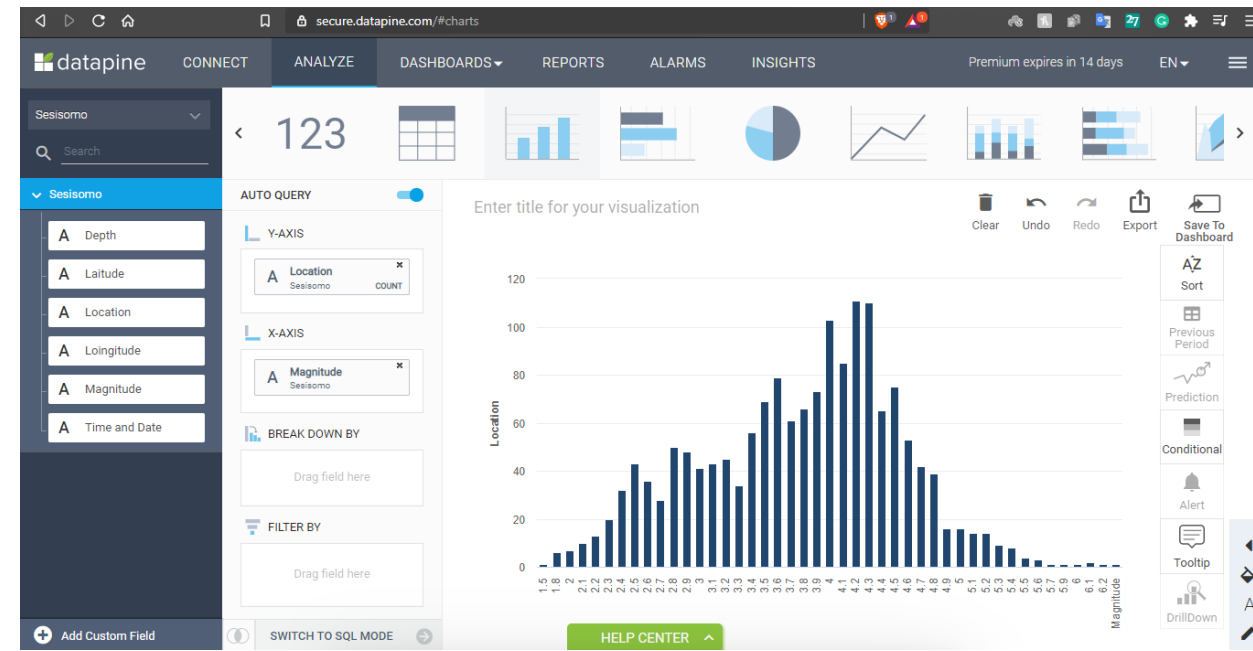 secure.datapine.com/#charts
1
1
27
datapine
CONNECT
ANALYZE
DASHBOARDS
REPORTS
ALARMS
INSIGHTS
Premium expires in 14 days
EN
Sesisomo
Search
Sesisomo
A Depth
A Laitude
A Location
A Loingitude
A Magnitude
A Time and Date
Add Custom Field
123
AUTO QUERY
Y-AXIS
A Location
Sesisomo COUNT
X-AXIS
A Magnitude
Sesisomo
BREAK DOWN BY
Drag field here
FILTER BY
Drag field here
SWITCH TO SQL MODE
Enter title for your visualization
Clear
Undo
Redo
Export
Save To
Dashboard
120
100
80
60
40
20
0
Location
1.5 1.8 2 2.1 2.2 2.3 2.4 2.5 2.6 2.7 2.8 2.9 3 3.1 3.2 3.3 3.4 3.5 3.6 3.7 3.8 3.9 4 4.1 4.2 4.3 4.4 4.5 4.6 4.7 4.8 4.9 5 5.1 5.2 5.3 5.4 5.5 5.6 5.7 5.9 6 6.1 6.2
Magnitude
AZ
Sort
Previous
Period
Prediction
Conditional
Alert
Tooltip
DrillDown
HELP CENTER